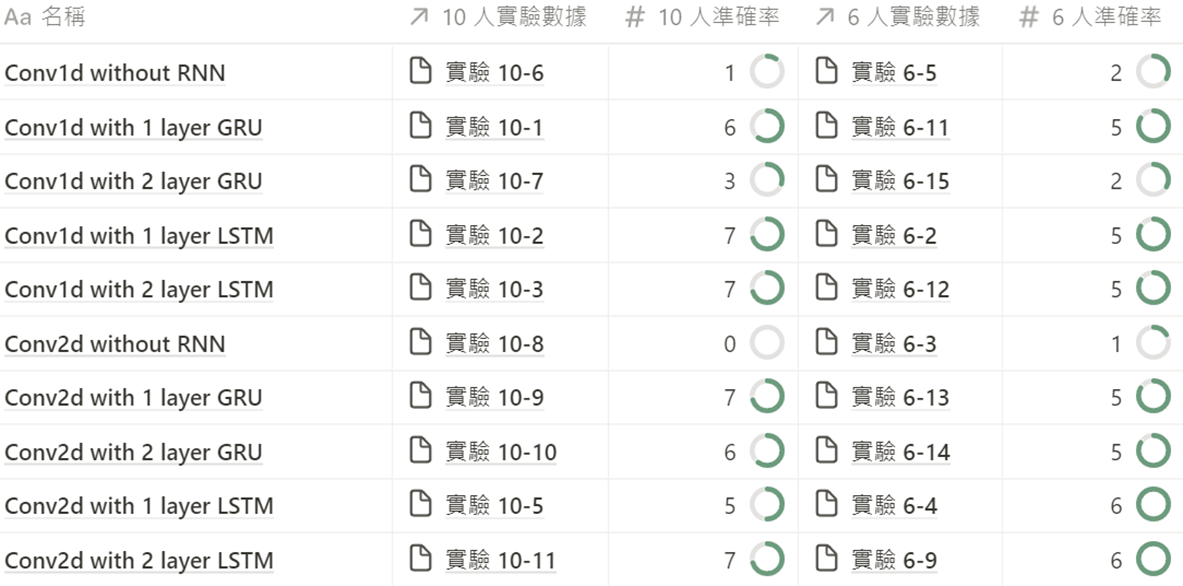 Aa 名稱 10 人實驗數據 # 10 人準確率 6 人實驗數據 # 6 人準確率
Conv1d without RNN 實驗 10-6 1 實驗 6-5 2
Conv1d with 1 layer GRU 實驗 10-1 6 實驗 6-11 5
Conv1d with 2 layer GRU 實驗 10-7 3 實驗 6-15 2
Conv1d with 1 layer LSTM 實驗 10-2 7 實驗 6-2 5
Conv1d with 2 layer LSTM 實驗 10-3 7 實驗 6-12 5
Conv2d without RNN 實驗 10-8 0 實驗 6-3 1
Conv2d with 1 layer GRU 實驗 10-9 7 實驗 6-13 5
Conv2d with 2 layer GRU 實驗 10-10 6 實驗 6-14 5
Conv2d with 1 layer LSTM 實驗 10-5 5 實驗 6-4 6
Conv2d with 2 layer LSTM 實驗 10-11 7 實驗 6-9 6